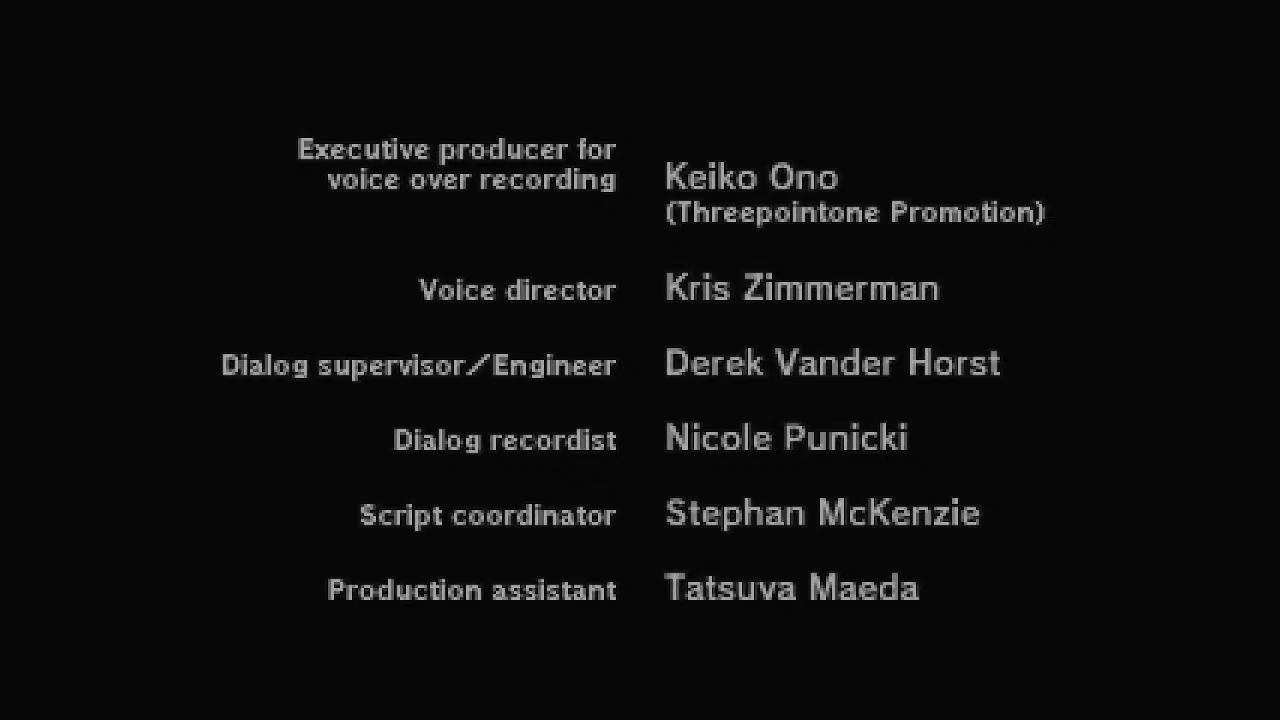 Executive producer for
voice over recording
Keiko Ono
(Threepointone Promotion)
Voice director Kris Zimmerman
Dialog supervisor/Engineer Derek Vander Horst
Dialog recordist Nicole Punicki
Script coordinator Stephan McKenzie
Production assistant Tatsuva Maeda